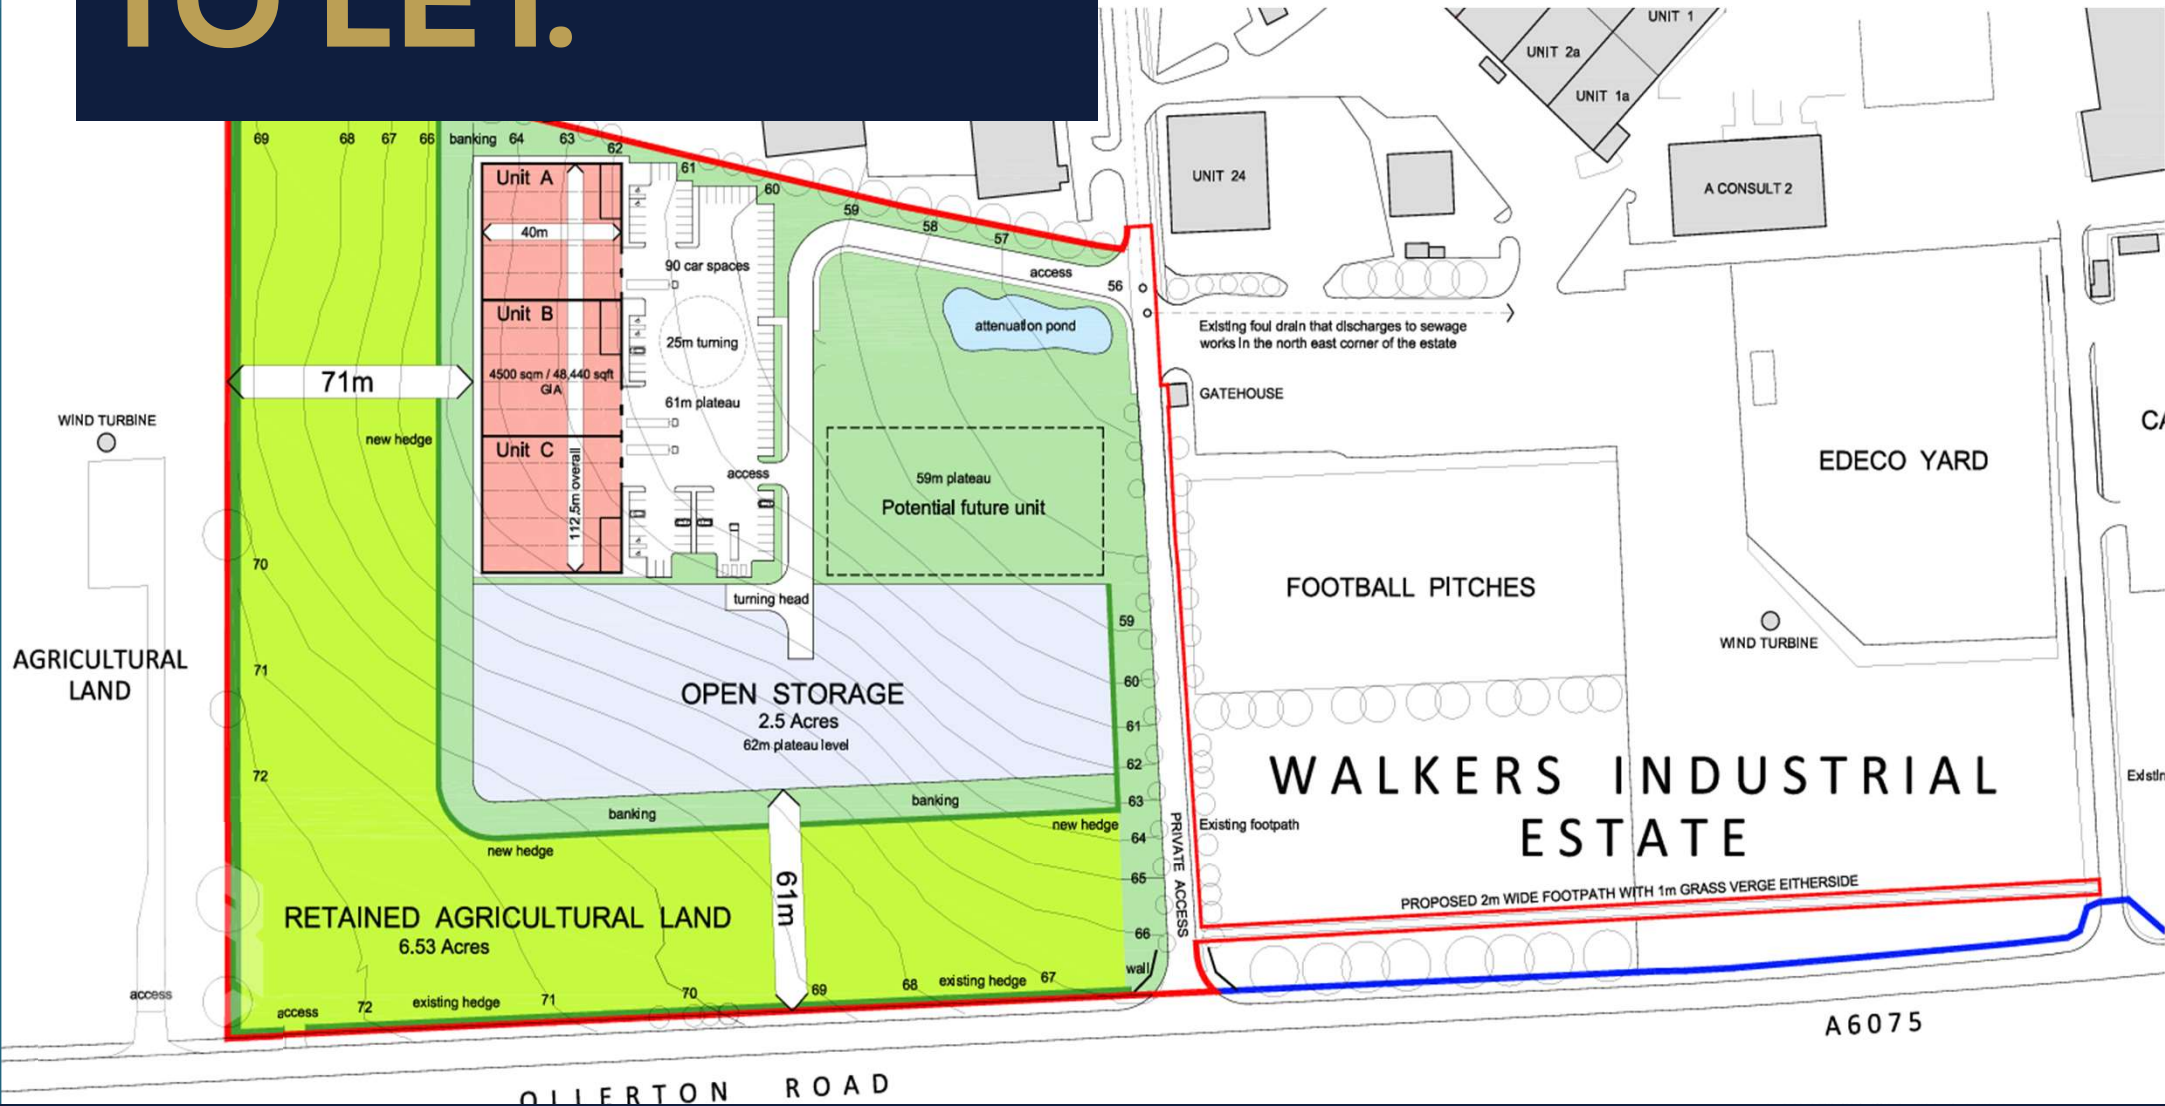 TO LET.
UNIT 1
UNIT 2a
UNIT 1a
UNIT 24
A CONSULT 2
69
68
67
66
banking
64
63
62
61
60
59
58
57
56
Unit A
40m
90 car spaces
access
attenuation pond
Existing foul drain that discharges to sewage
works in the north east corner of the estate
Unit B
25m turning
4500 sqm / 48,440 sqft
GIA
61m plateau
71m
GATEHOUSE
WIND TURBINE
new hedge
Unit C
112.5m overall
access
59m plateau
Potential future unit
EDECO YARD
CA
70
turning head
FOOTBALL PITCHES
59
WIND TURBINE
AGRICULTURAL
LAND
71
OPEN STORAGE
2.5 Acres
62m plateau level
60
61
62
72
WALKERS INDUSTRIAL
ESTATE
Existin
banking
banking
63
new hedge
64
Existing footpath
new hedge
65
PRIVATE ACCESS
61m
RETAINED AGRICULTURAL LAND
6.53 Acres
PROPOSED 2m WIDE FOOTPATH WITH 1m GRASS VERGE EITHERSIDE
66
wall
access
access
72
existing hedge
71
70
69
68
existing hedge
67
A6075
OLLERTON ROAD